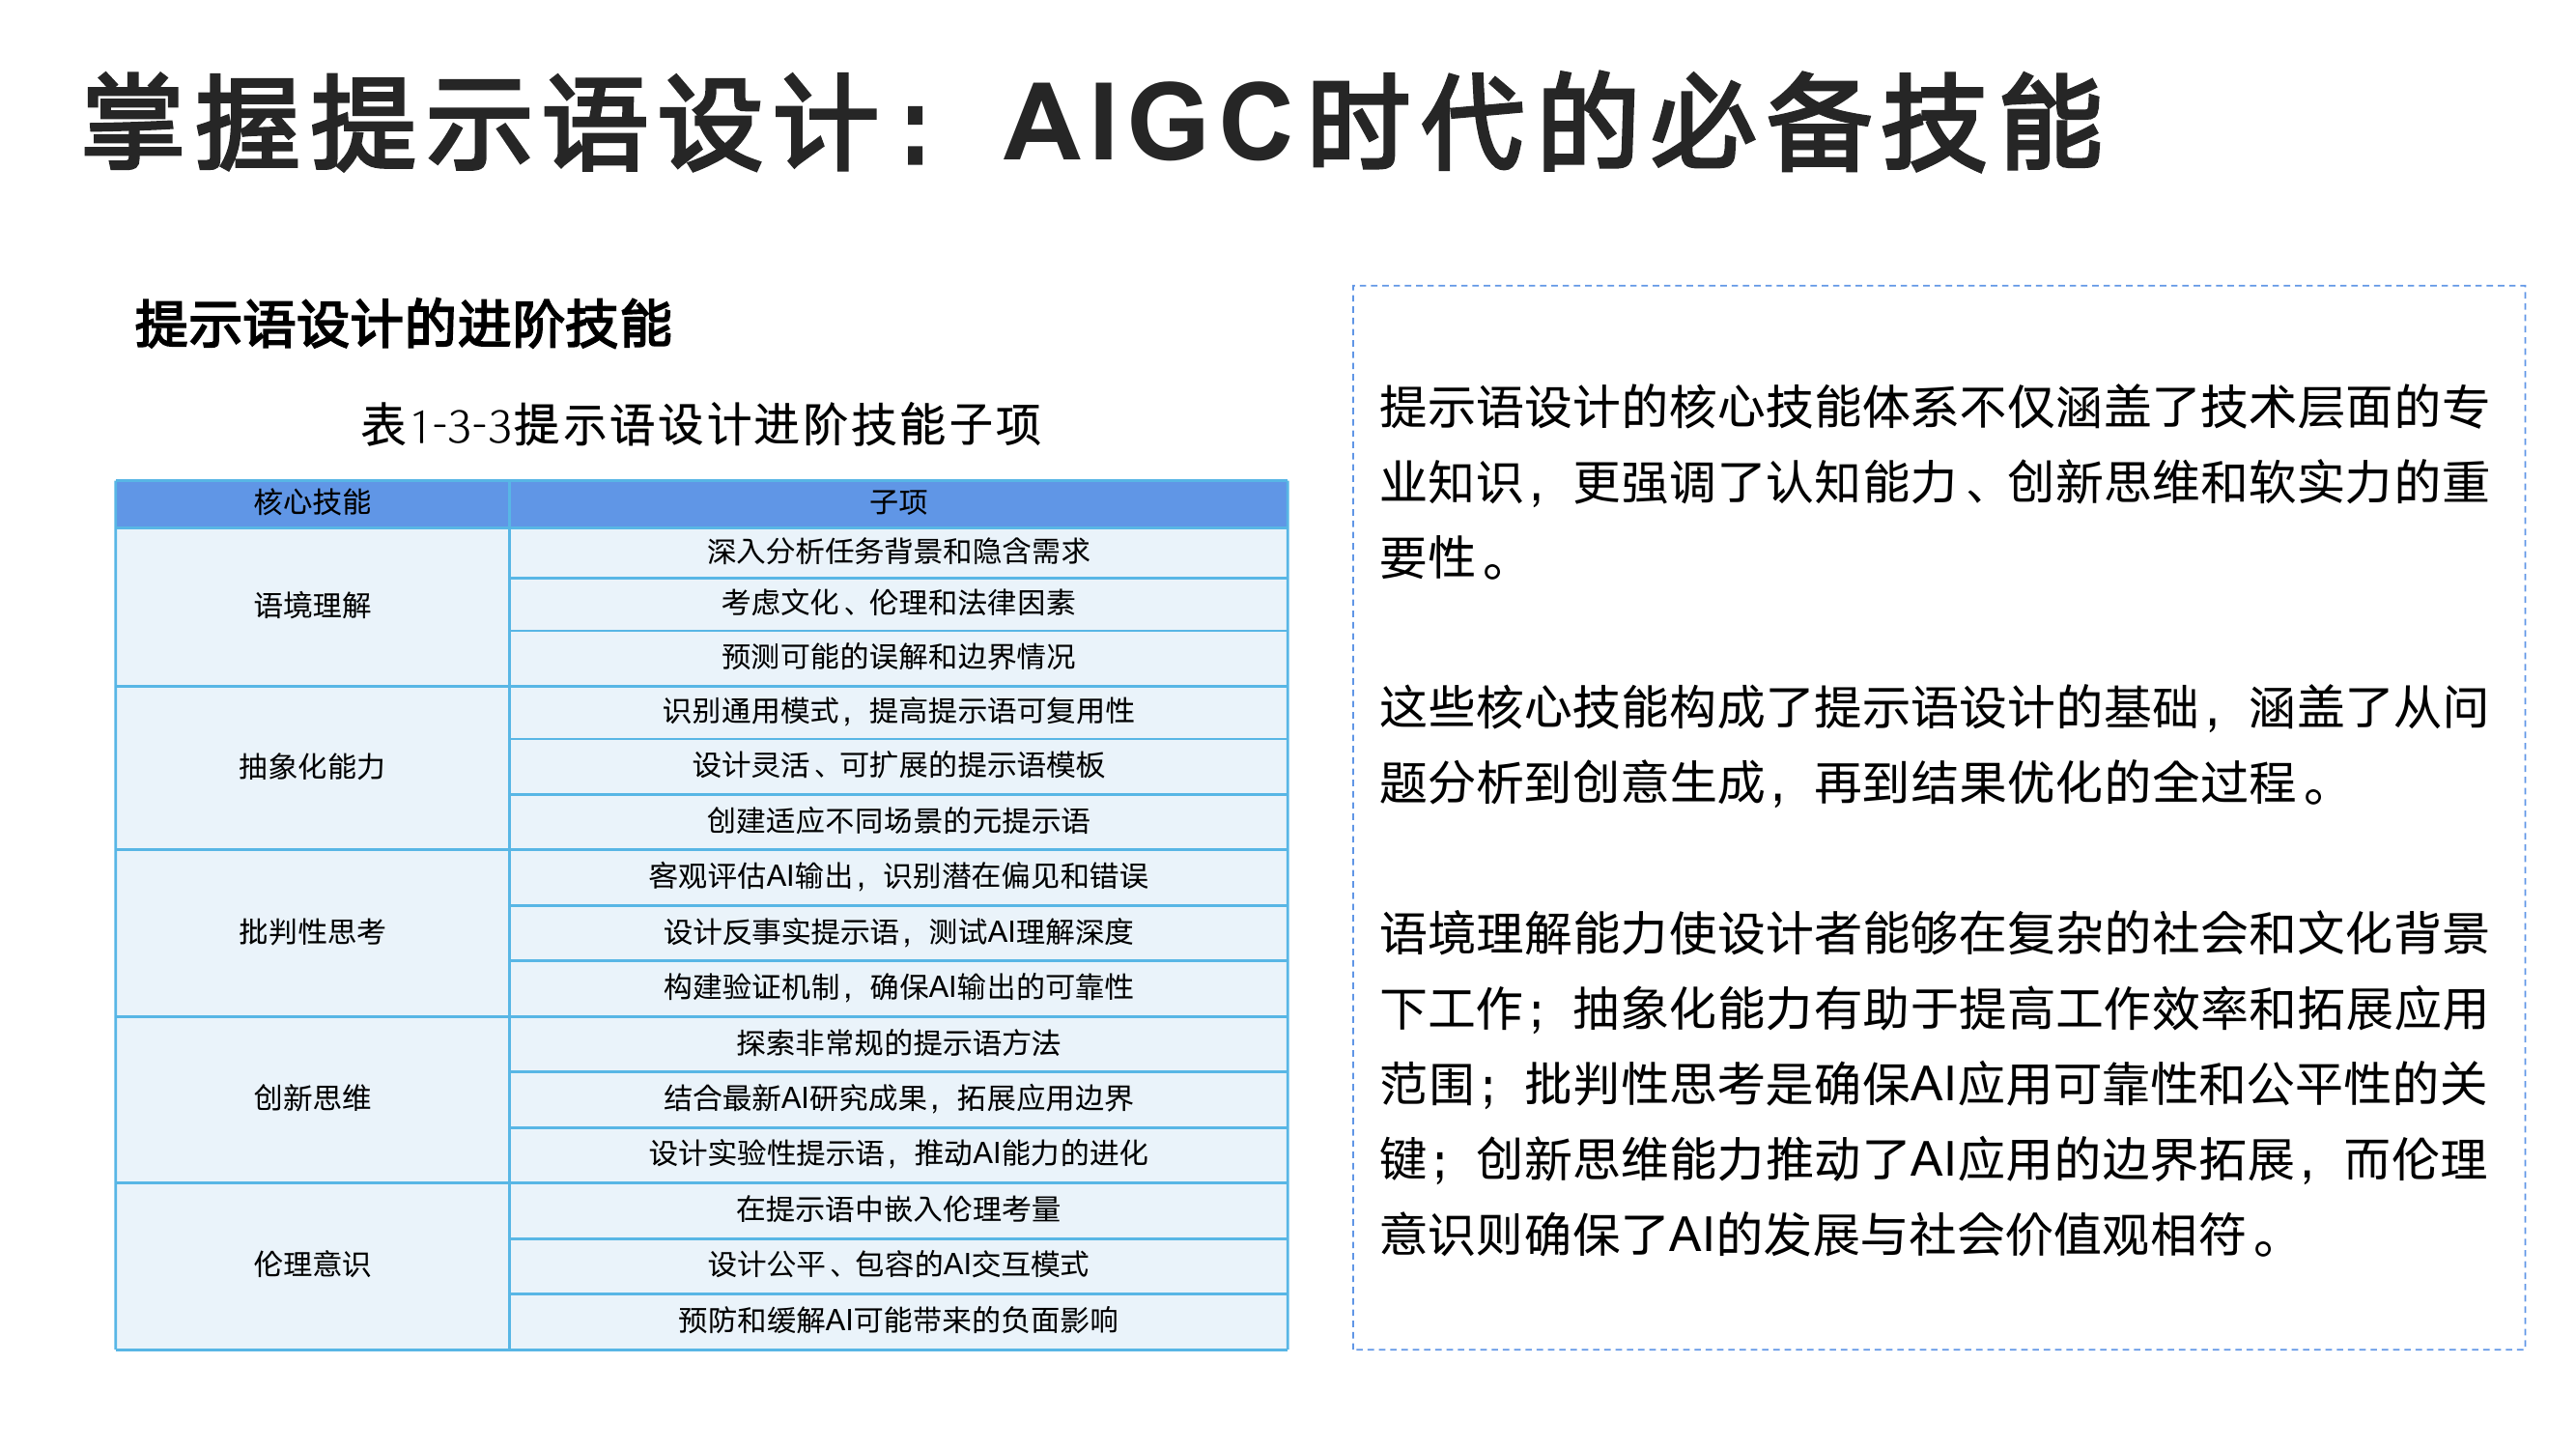 掌握提示语设计：AIGC时代的必备技能
提示语设计的进阶技能
表1-3-3提示语设计进阶技能子项
核心技能 子项
语境理解
深入分析任务背景和隐含需求
考虑文化、伦理和法律因素
预测可能的误解和边界情况
抽象化能力
识别通用模式，提高提示语可复用性
设计灵活、可扩展的提示语模板
创建适应不同场景的元提示语
批判性思考
客观评估AI输出，识别潜在偏见和错误
设计反事实提示语，测试AI理解深度
构建验证机制，确保AI输出的可靠性
创新思维
探索非常规的提示语方法
结合最新AI研究成果，拓展应用边界
设计实验性提示语，推动AI能力的进化
伦理意识
在提示语中嵌入伦理考量
设计公平、包容的AI交互模式
预防和缓解AI可能带来的负面影响
提示语设计的核心技能体系不仅涵盖了技术层面的专
业知识，更强调了认知能力、创新思维和软实力的重
要性。
这些核心技能构成了提示语设计的基础，涵盖了从问
题分析到创意生成，再到结果优化的全过程。
语境理解能力使设计者能够在复杂的社会和文化背景
下工作；抽象化能力有助于提高工作效率和拓展应用
范围；批判性思考是确保AI应用可靠性和公平性的关
键；创新思维能力推动了AI应用的边界拓展，而伦理
意识则确保了AI的发展与社会价值观相符。